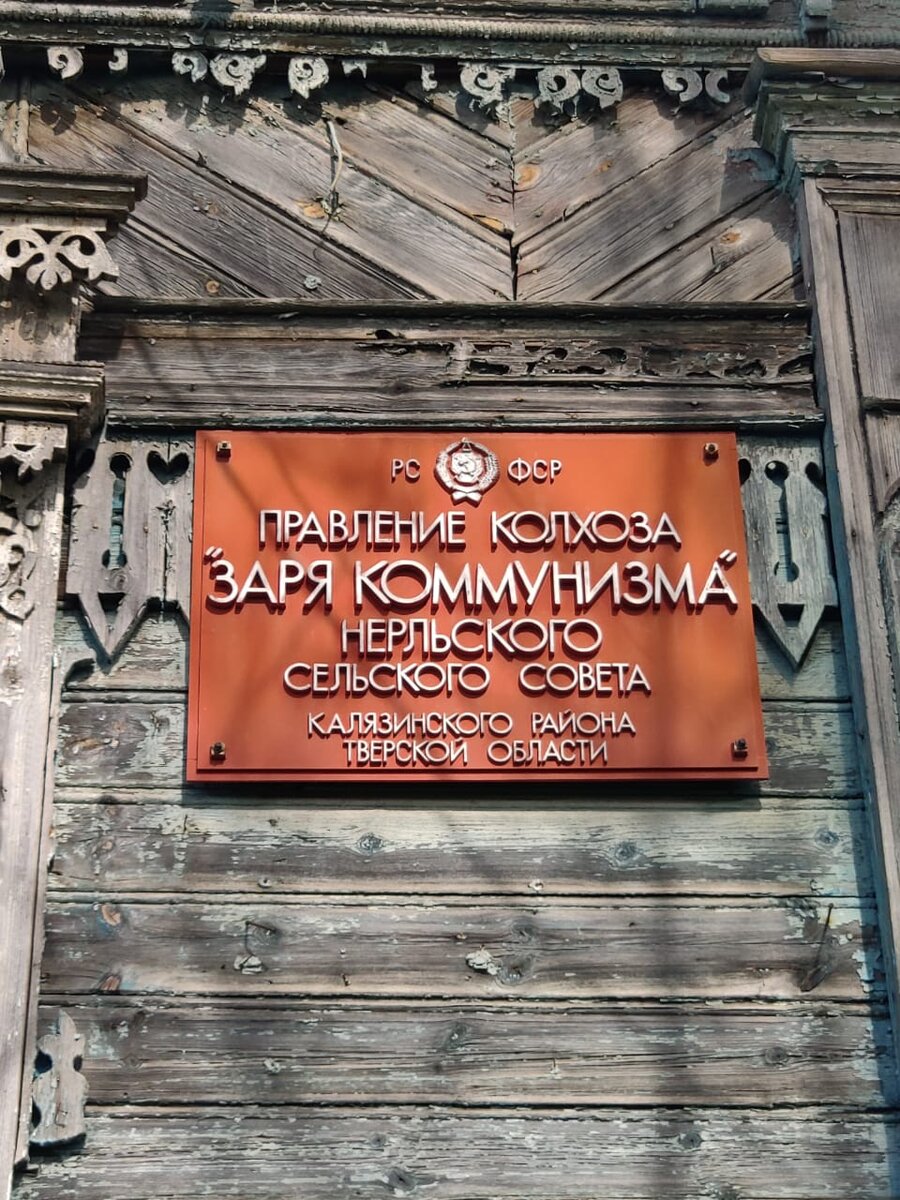 РС ФСР
ПРАВЛЕНИЕ КОЛХОЗА
"ЗАРЯ КОММУНИЗМА"
НЕРЛЬСКОГО
СЕЛЬСКОГО СОВЕТА
КАЛЯЗИНСКОГО РАЙОНА
ТВЕРСКОЙ ОБЛАСТИ